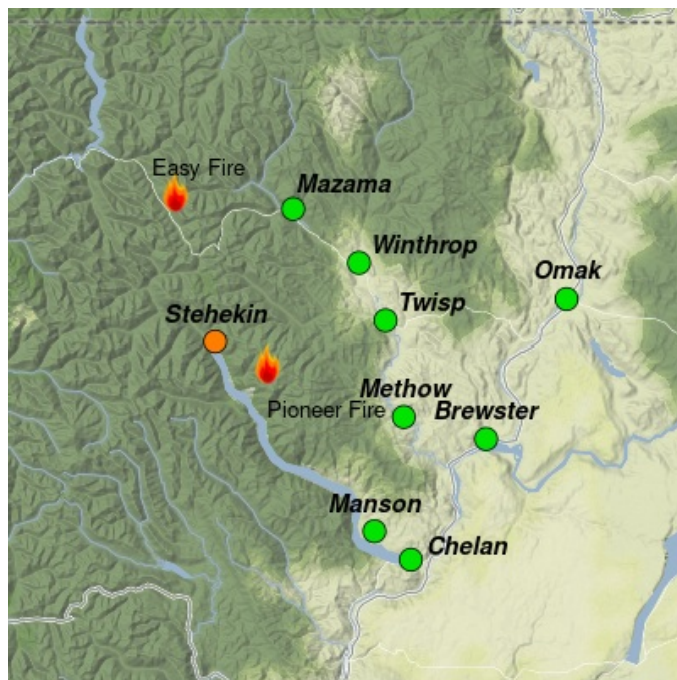 Easy Fire
Mazama
Winthrop
Omak
Twisp
Stehekin
Methow
Pioneer Fire
Brewster
Manson
Chelan